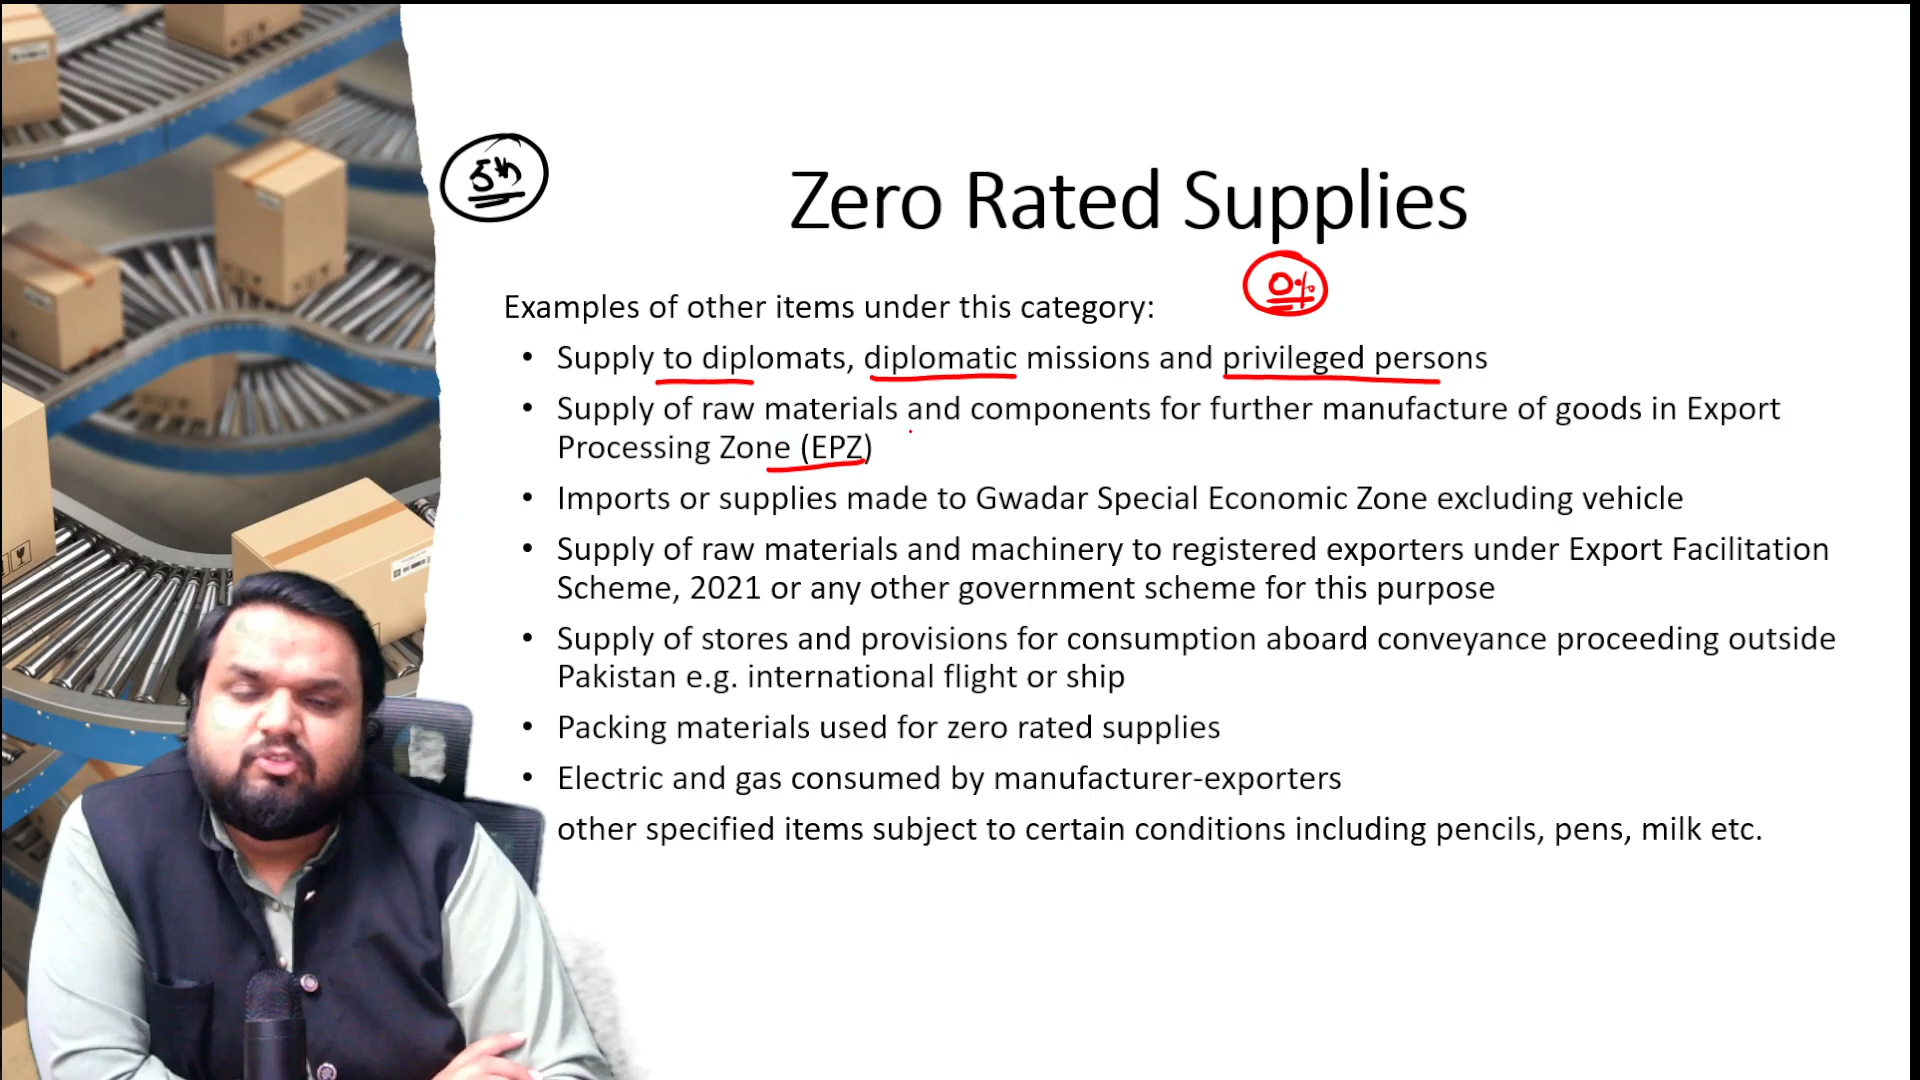 5th
Zero Rated Supplies
0%
Examples of other items under this category:
• Supply to diplomats, diplomatic missions and privileged persons
• Supply of raw materials and components for further manufacture of goods in Export
Processing Zone (EPZ)
• Imports or supplies made to Gwadar Special Economic Zone excluding vehicle
• Supply of raw materials and machinery to registered exporters under Export Facilitation
Scheme, 2021 or any other government scheme for this purpose
• Supply of stores and provisions for consumption aboard conveyance proceeding outside
Pakistan e.g. international flight or ship
• Packing materials used for zero rated supplies
• Electric and gas consumed by manufacturer-exporters
other specified items subject to certain conditions including pencils, pens, milk etc.